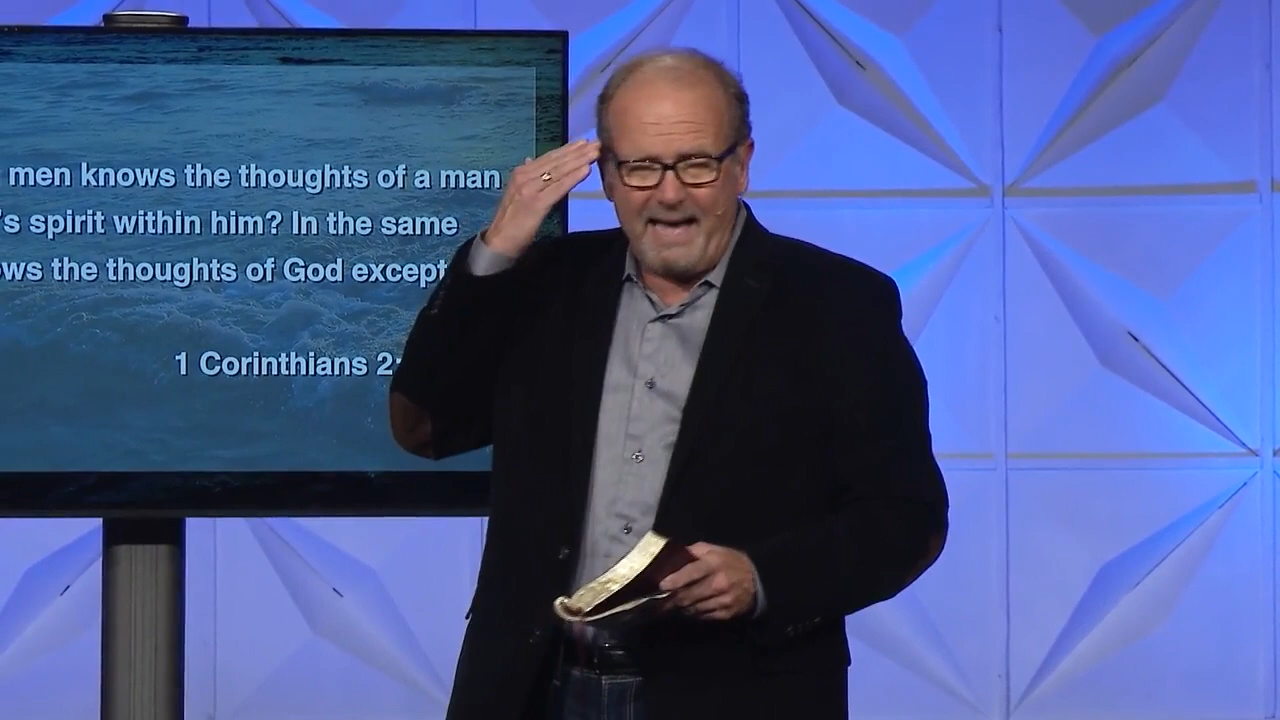 men knows the thoughts of a man
's spirit within him? In the same
the thoughts of God except
1 Corinthians 2: